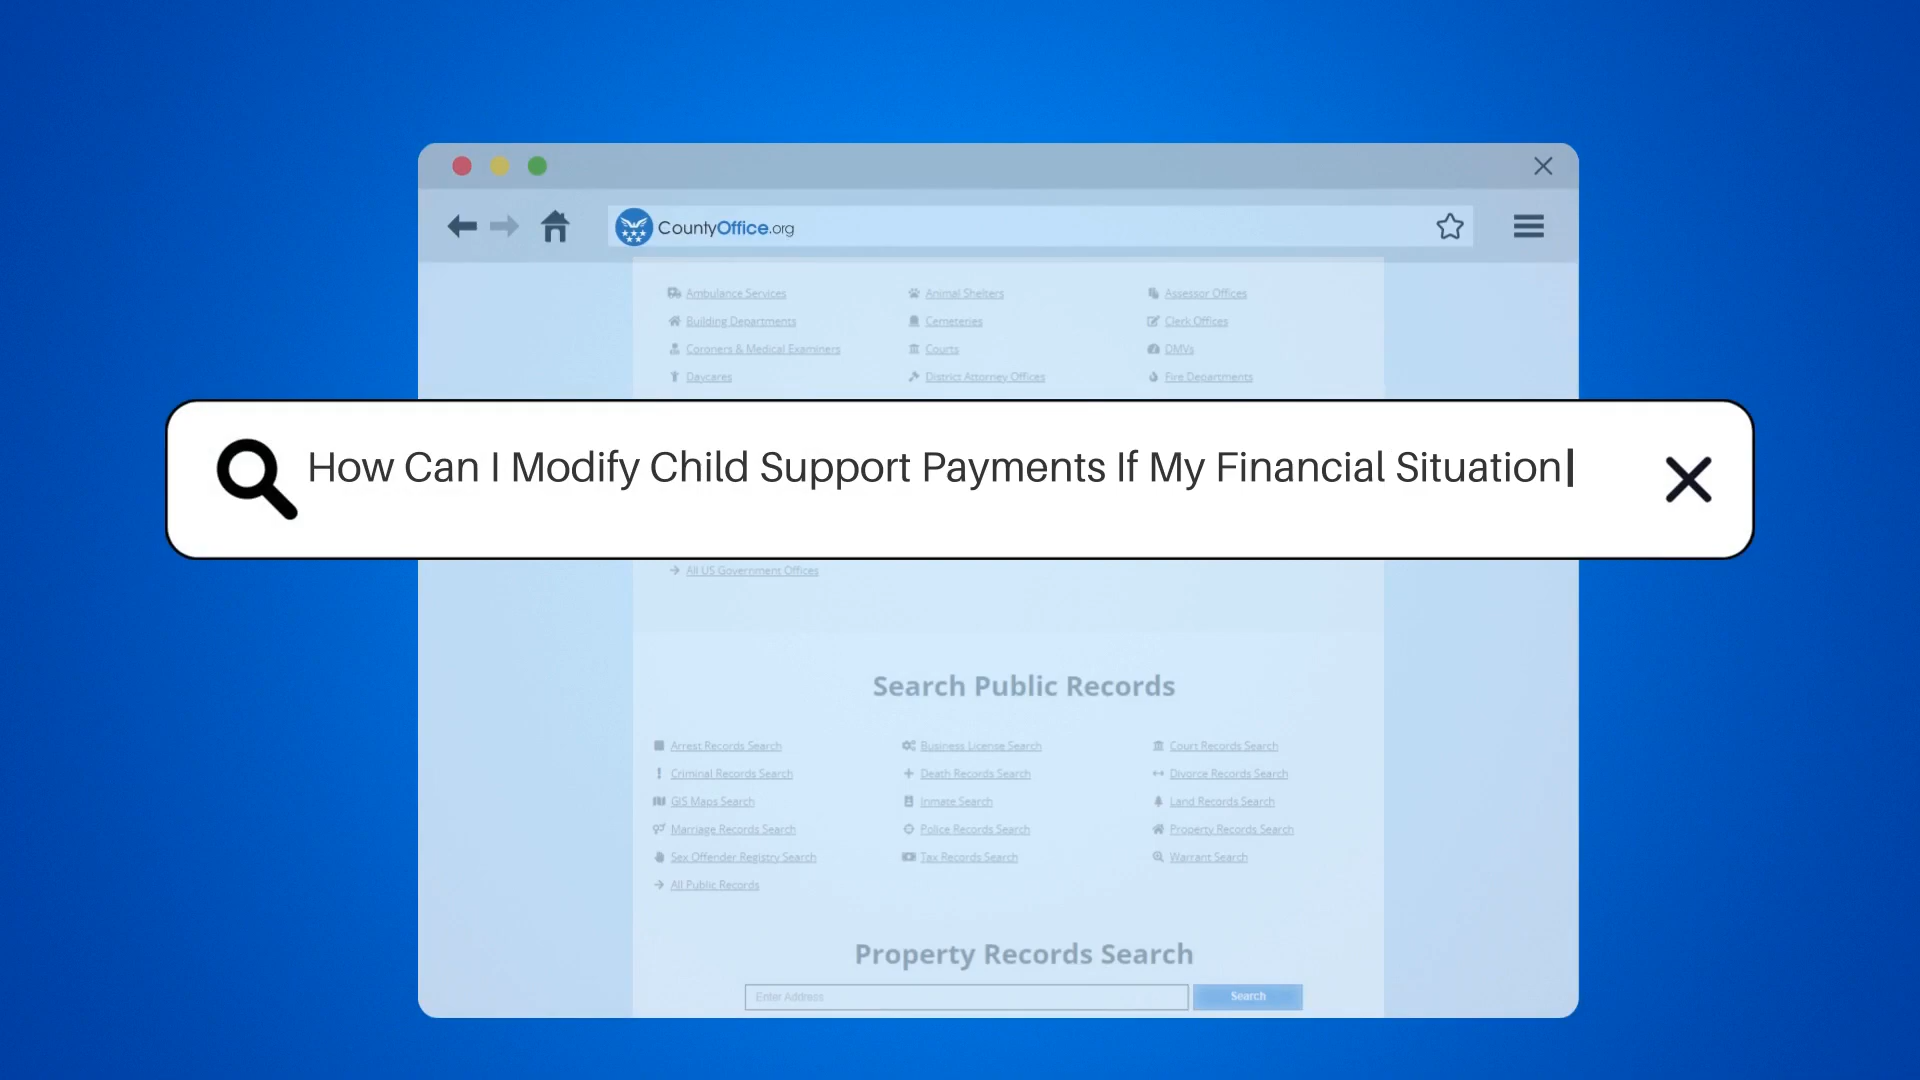 CountyOffice.org
Ambulance Services Animal Shelters Assessor Offices
Building Departments Cemeteries Clerk Offices
Coroners & Medical Examiners Courts DMVs
Daycares District Attorney Offices Fire Departments
How Can I Modify Child Support Payments If My Financial Situation
All US Government Offices
Search Public Records
Arrest Records Search Business License Search Court Records Search
Criminal Records Search Death Records Search Divorce Records Search
GIS Maps Search Inmate Search Land Records Search
Marriage Records Search Police Records Search Property Records Search
Sex Offender Registry Search Tax Records Search Warrant Search
All Public Records
Property Records Search
Enter Address Search